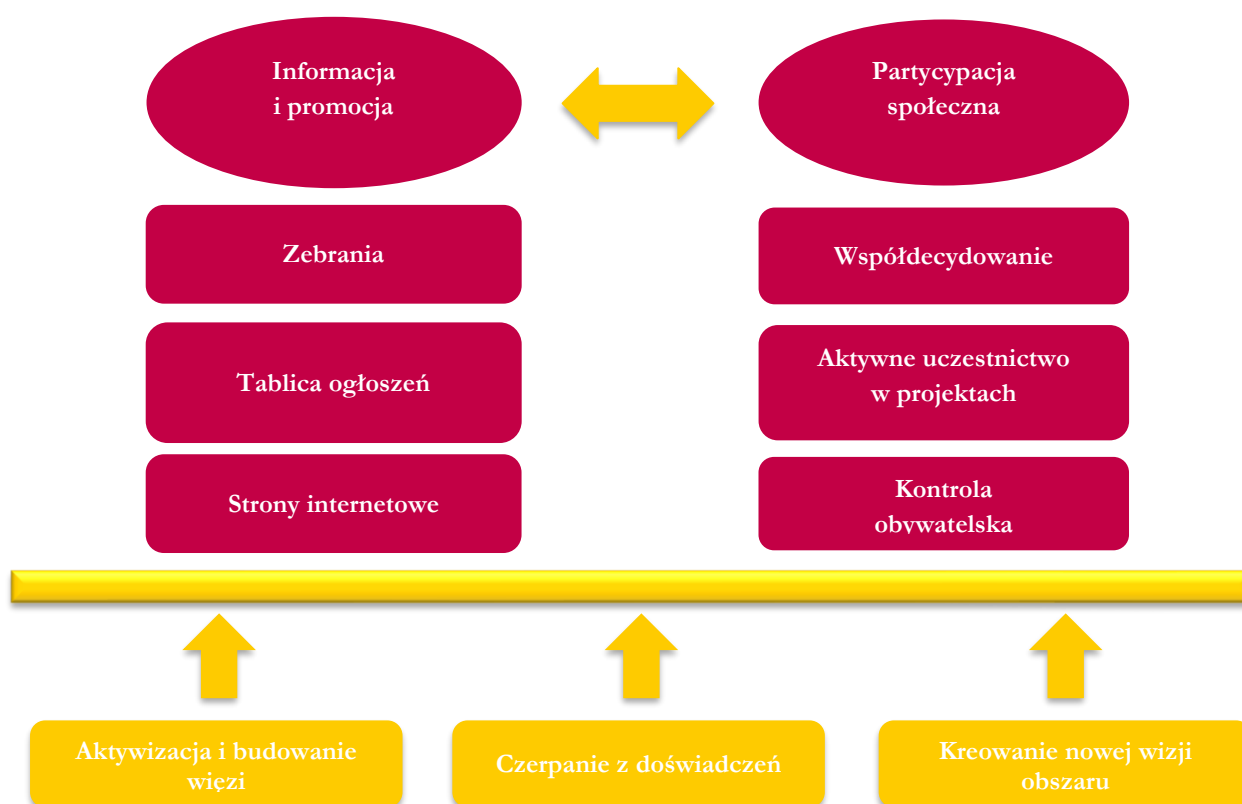 Informacja
i promocja
Partycypacja
społeczna
Zebrania
Współdecydowanie
Tablica ogłoszeń
Aktywne uczestnictwo
w projektach
Strony internetowe
Kontrola
obywatelska
Aktywizacja i budowanie
więzi
Czerpanie z doświadczeń
Kreowanie nowej wizji
obszaru